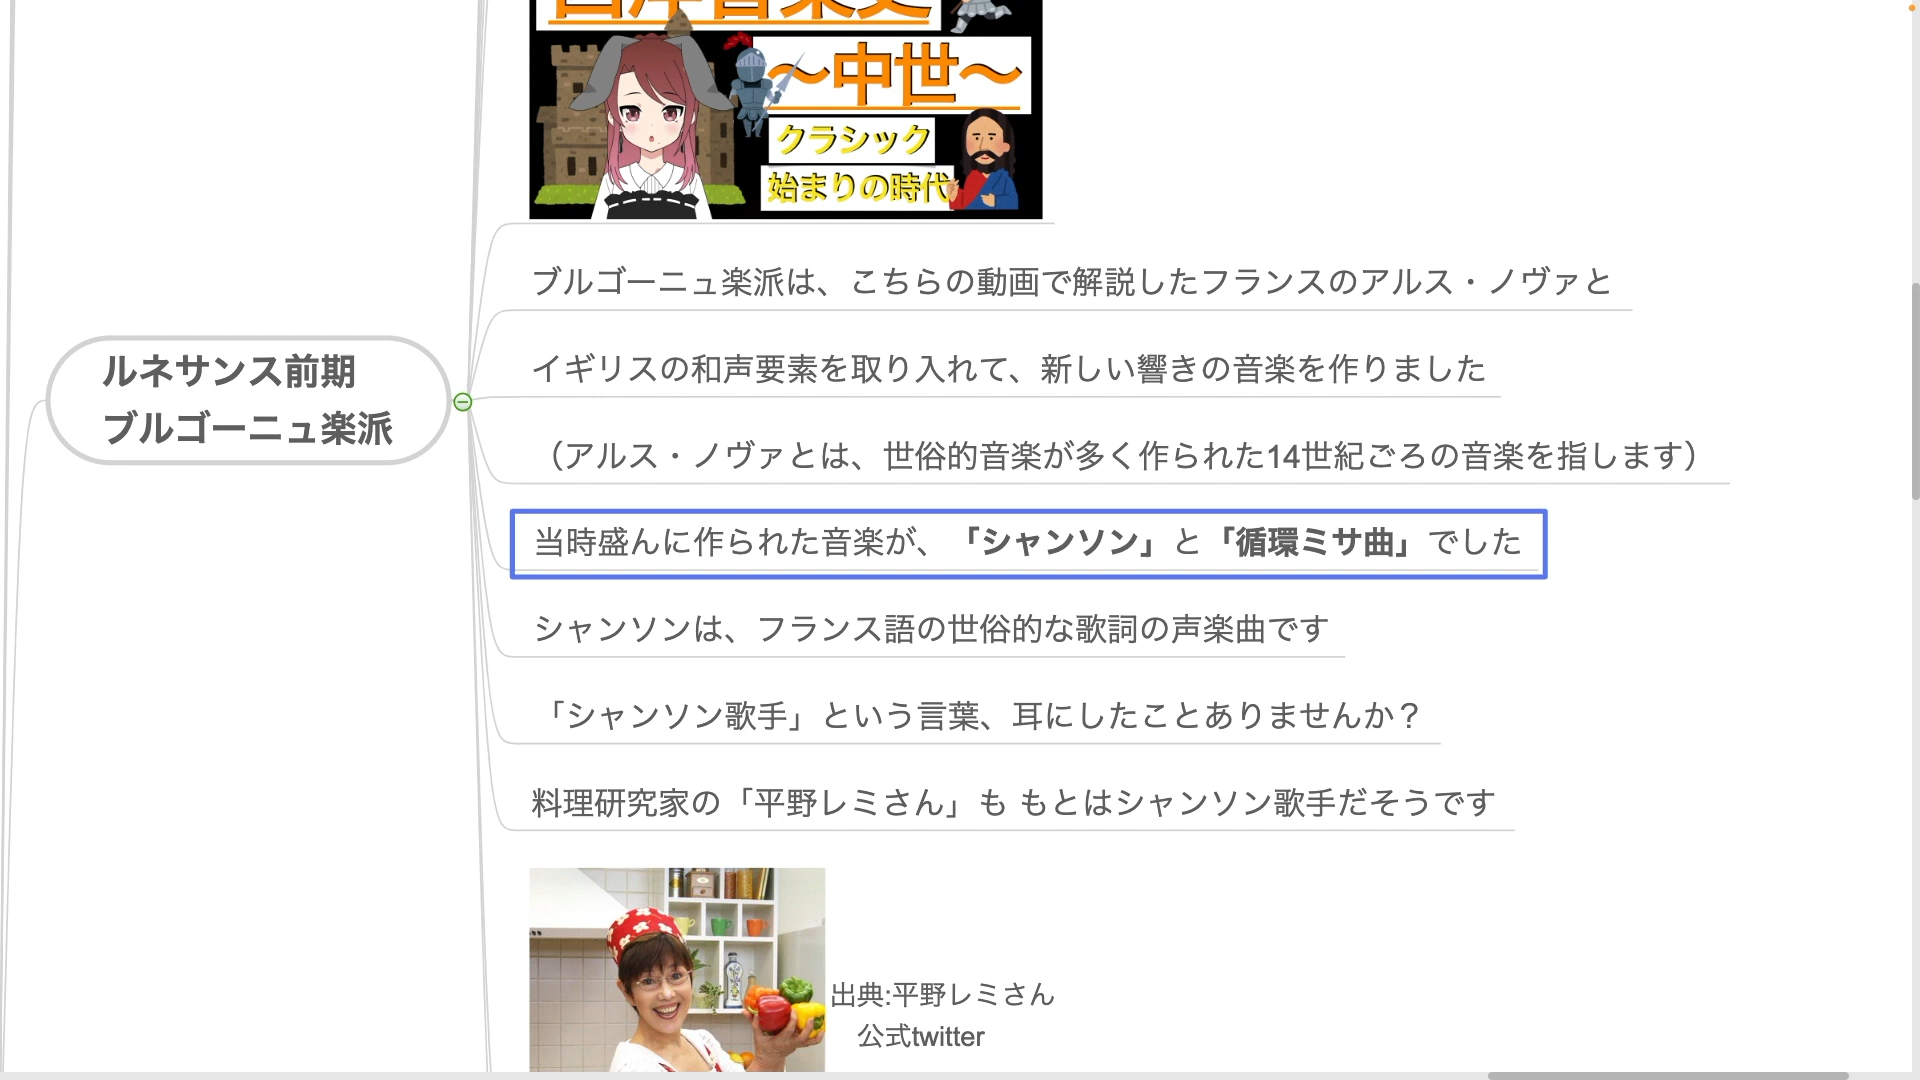 西洋音楽史
〜中世〜
クラシック
始まりの時代
ブルゴーニュ楽派は、こちらの動画で解説したフランスのアルス・ノヴァと
イギリスの和声要素を取り入れて、新しい響きの音楽を作りました
ルネサンス前期
ブルゴーニュ楽派
（アルス・ノヴァとは、世俗的音楽が多く作られた14世紀ごろの音楽を指します）
当時盛んに作られた音楽が、「シャンソン」と「循環ミサ曲」でした
シャンソンは、フランス語の世俗的な歌詞の声楽曲です
「シャンソン歌手」という言葉、耳にしたことありませんか？
料理研究家の「平野レミさん」も もとはシャンソン歌手だそうです
出典:平野レミさん
公式twitter